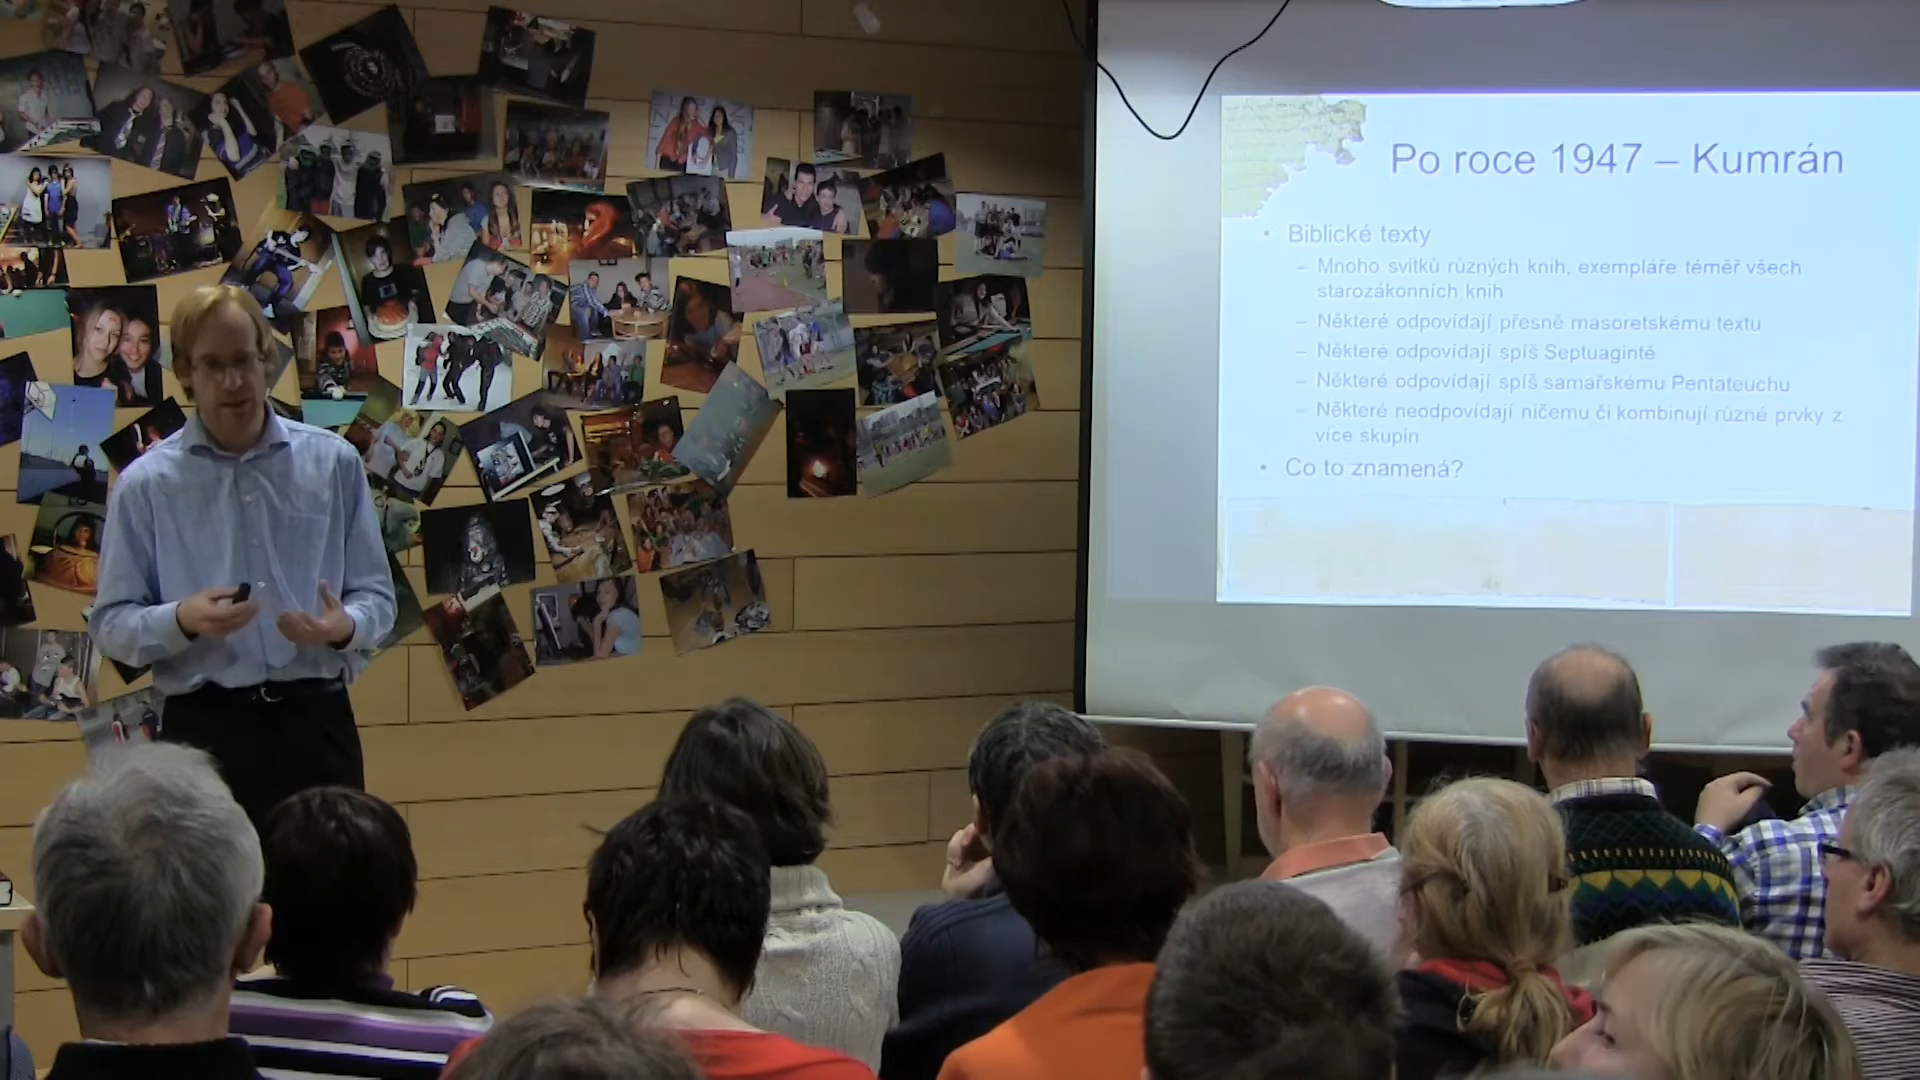 Po roce 1947 – Kumrán
• Biblické texty
– Mnoho svitků různých knih, exempláře téměř všech
starozákonních knih
– Některé odpovídají přesně masoretskému textu
– Některé odpovídají spíš Septuagintě
– Některé odpovídají spíš samařskému Pentateuchu
– Některé neodpovídají ničemu či kombinují různé prvky z
více skupin
• Co to znamená?